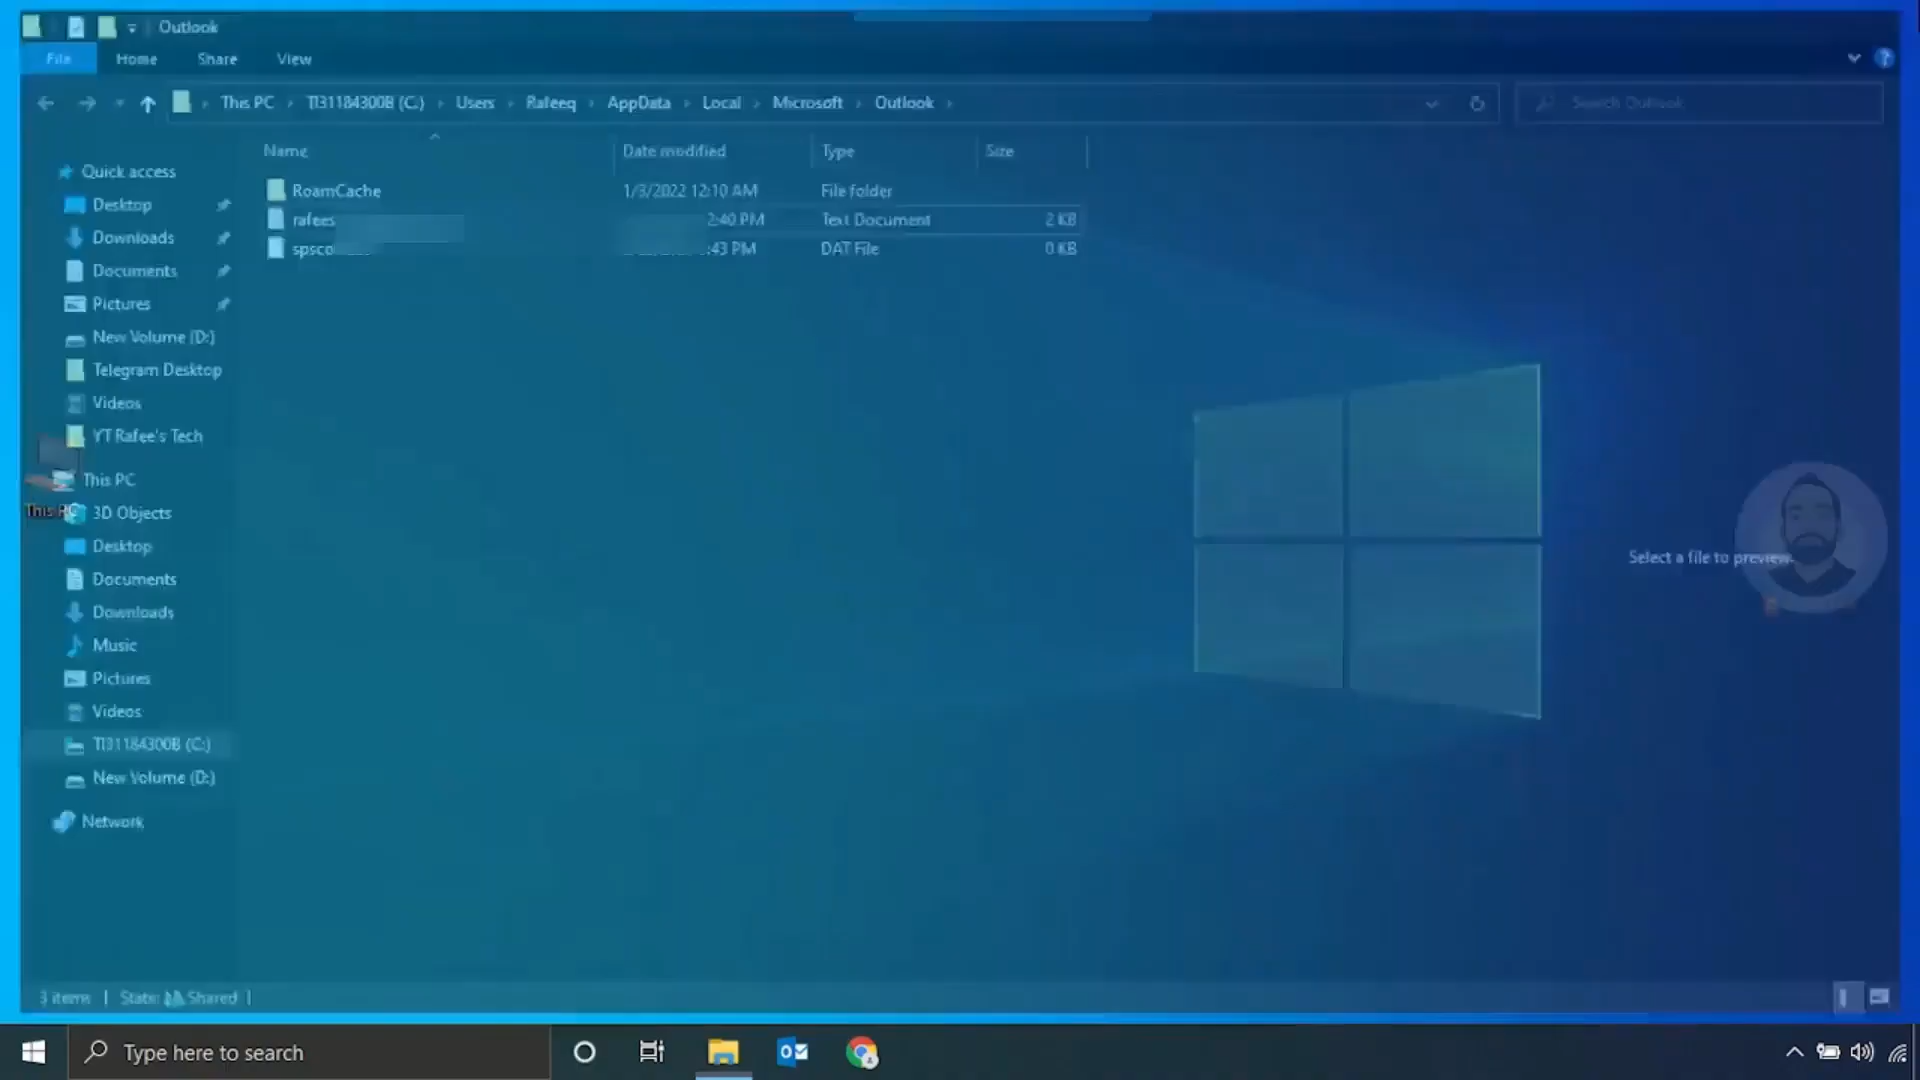 Outlook
File Home Share View
This PC › TI31184300B (C:) › Users › Rafeeq › AppData › Local › Microsoft › Outlook ›
Search Outlook
Name Date modified Type Size
RoamCache 1/3/2022 12:10 AM File folder
rafees 2:40 PM Text Document 2 KB
spsco :43 PM DAT File 0 KB
Quick access
Desktop
Downloads
Documents
Pictures
New Volume (D:)
Telegram Desktop
Videos
YT Rafee's Tech
This PC
This PC
3D Objects
Desktop
Documents
Downloads
Music
Pictures
Videos
TI31184300B (C:)
New Volume (D:)
Network
Select a file to preview.
3 items State: Shared
Type here to search